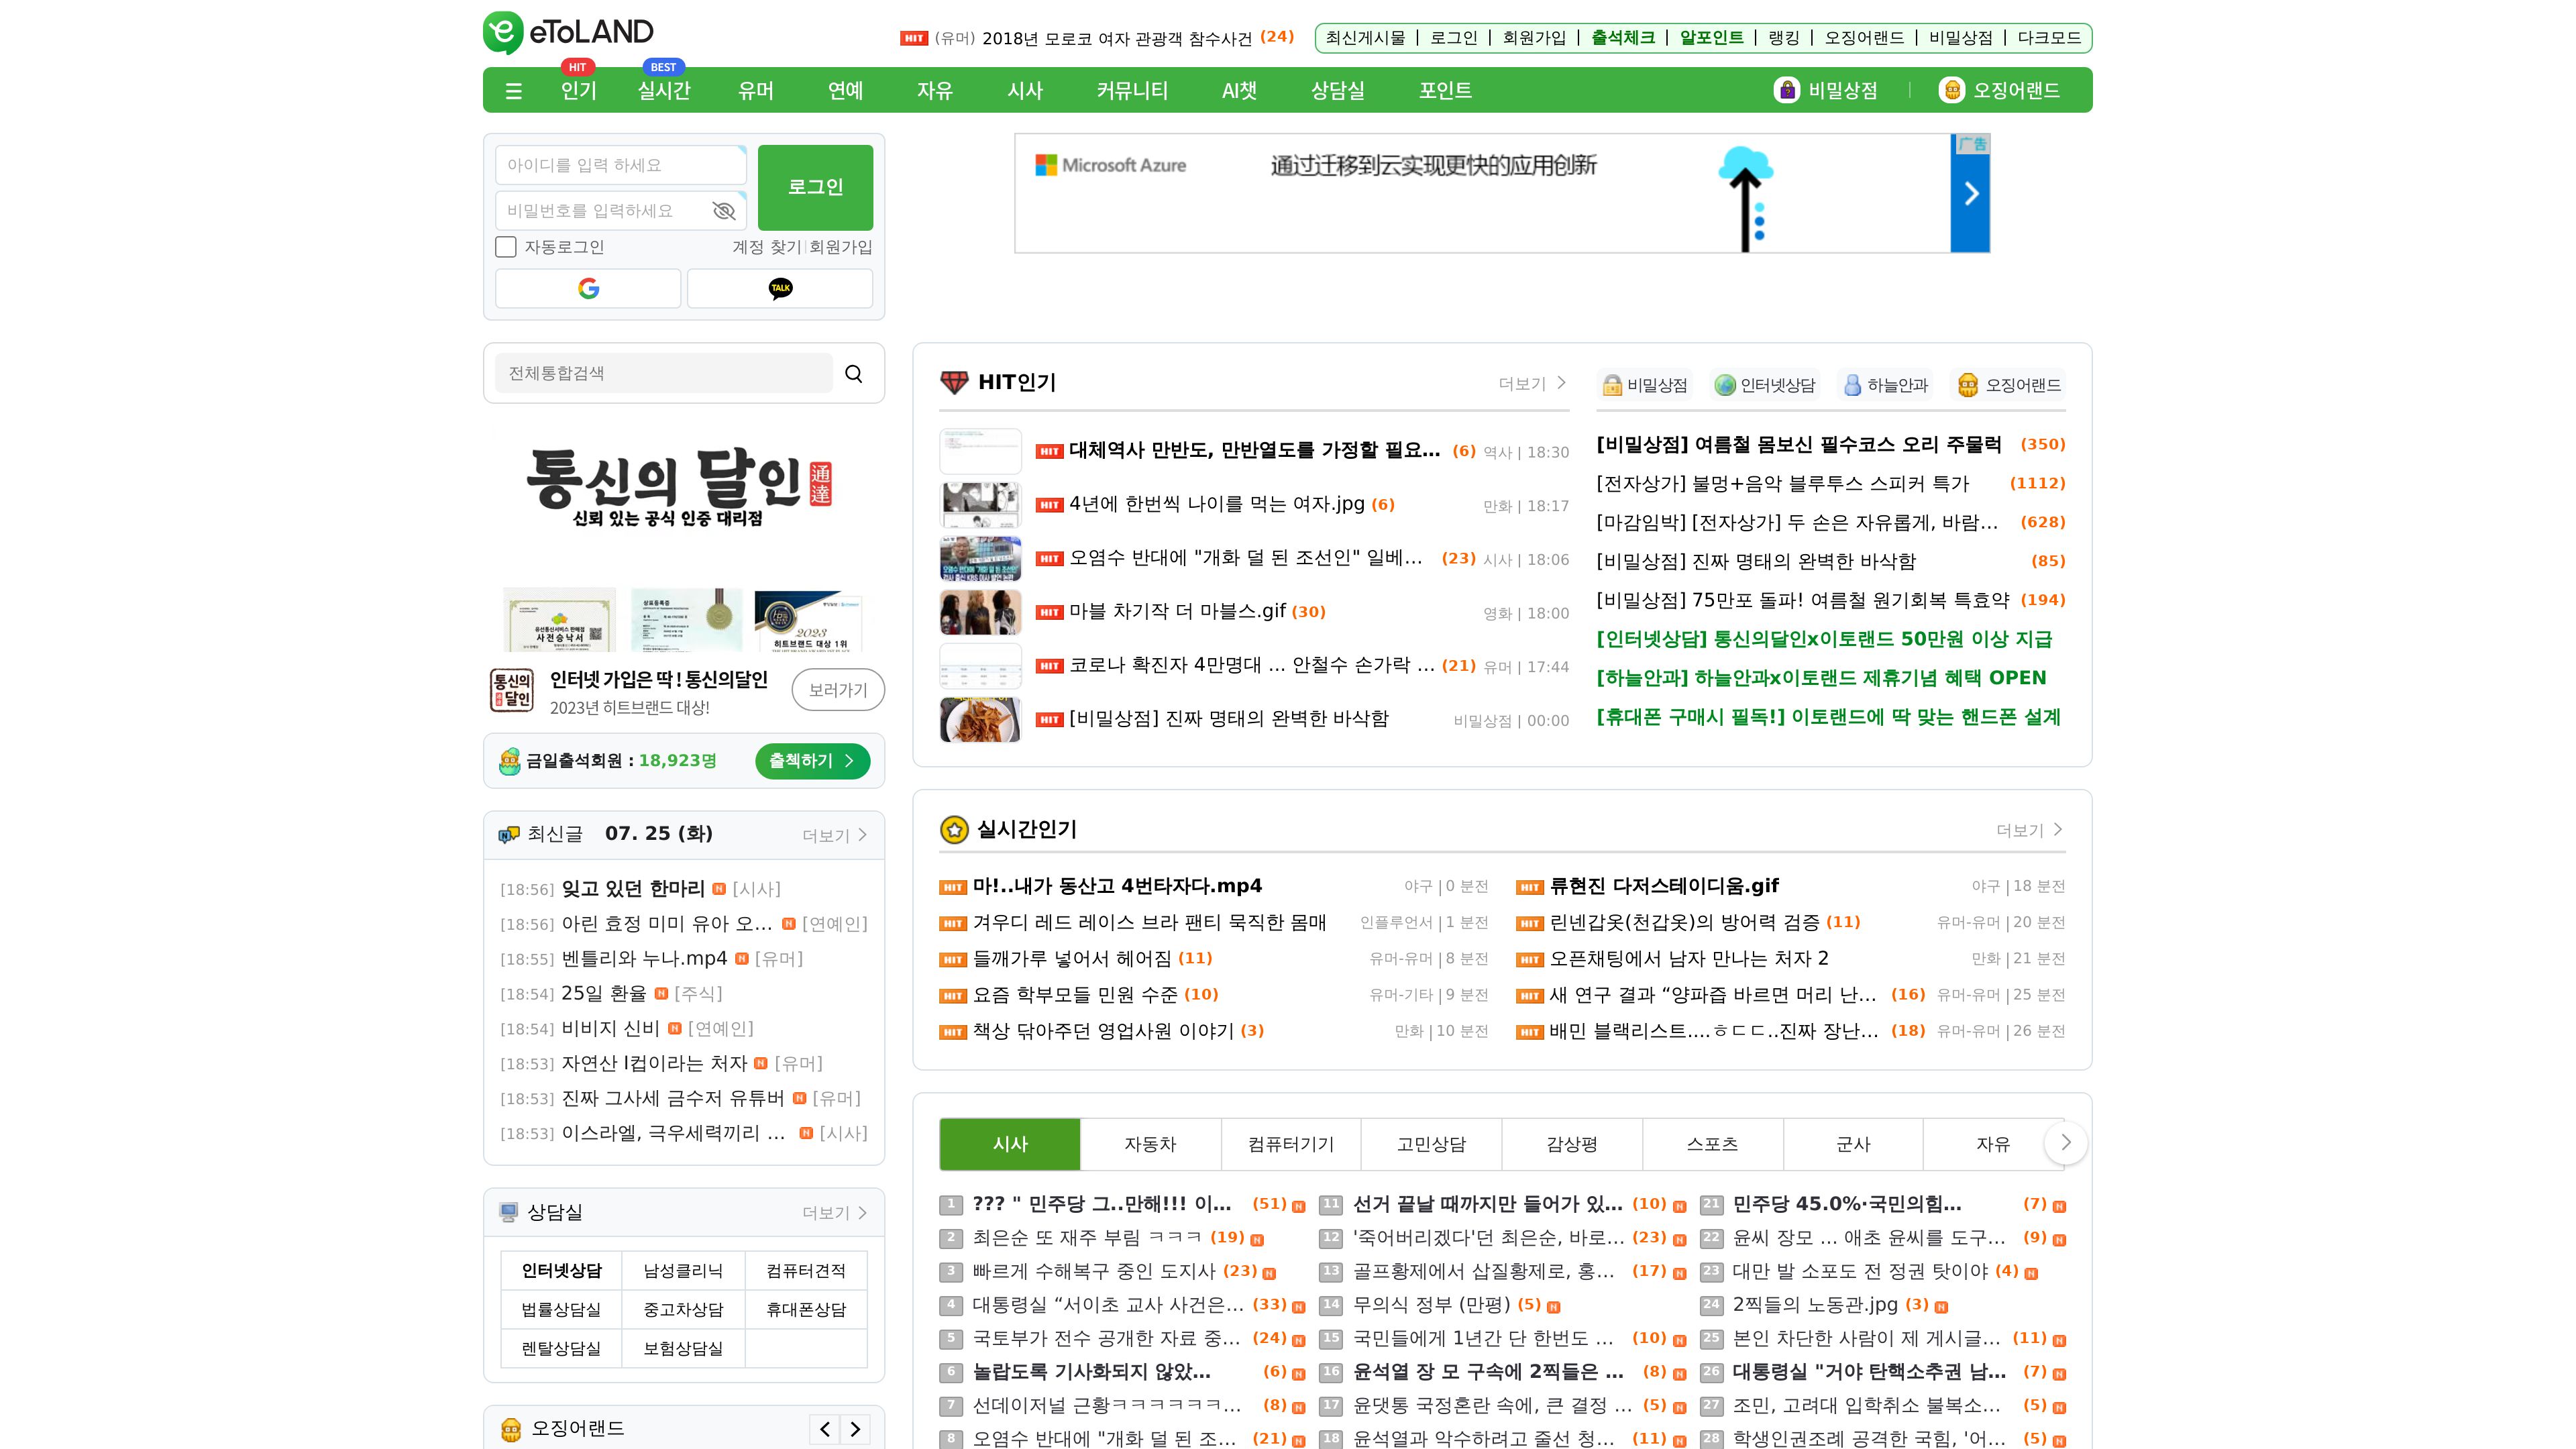 eToLAND
HIT (유머) 2018년 모로코 여자 관광객 참수사건 (24)
최신게시물 | 로그인 | 회원가입 | 출석체크 | 알포인트 | 랭킹 | 오징어랜드 | 비밀상점 | 다크모드
HIT BEST
인기 실시간 유머 연예 자유 시사 커뮤니티 AI챗 상담실 포인트 비밀상점 | 오징어랜드
아이디를 입력 하세요
비밀번호를 입력하세요
로그인
자동로그인 계정 찾기 | 회원가입
TALK
Microsoft Azure 通过迁移到云实现更快的应用创新 广告
전체통합검색
통신의 달인 通達
신뢰 있는 공식 인증 대리점
유선통신서비스 판매점
사전승낙서
상표등록증
2023
히트브랜드 대상 1위
통신의 달인
인터넷 가입은 딱 ! 통신의달인
2023년 히트브랜드 대상!
보러가기
금일출석회원 : 18,923명 출첵하기
최신글 07. 25 (화) 더보기
[18:56] 잊고 있던 한마리 N [시사]
[18:56] 아린 효정 미미 유아 오... N [연예인]
[18:55] 벤틀리와 누나.mp4 N [유머]
[18:54] 25일 환율 N [주식]
[18:54] 비비지 신비 N [연예인]
[18:53] 자연산 I컵이라는 처자 N [유머]
[18:53] 진짜 그사세 금수저 유튜버 N [유머]
[18:53] 이스라엘, 극우세력끼리 ... N [시사]
상담실 더보기
인터넷상담 남성클리닉 컴퓨터견적
법률상담실 중고차상담 휴대폰상담
렌탈상담실 보험상담실
오징어랜드
HIT인기 더보기
HIT 대체역사 만반도, 만반열도를 가정할 필요... (6) 역사 | 18:30
HIT 4년에 한번씩 나이를 먹는 여자.jpg (6) 만화 | 18:17
HIT 오염수 반대에 "개화 덜 된 조선인" 일베... (23) 시사 | 18:06
HIT 마블 차기작 더 마블스.gif (30) 영화 | 18:00
HIT 코로나 확진자 4만명대 ... 안철수 손가락 ... (21) 유머 | 17:44
HIT [비밀상점] 진짜 명태의 완벽한 바삭함 비밀상점 | 00:00
비밀상점 인터넷상담 하늘안과 오징어랜드
[비밀상점] 여름철 몸보신 필수코스 오리 주물럭 (350)
[전자상가] 불멍+음악 블루투스 스피커 특가 (1112)
[마감임박] [전자상가] 두 손은 자유롭게, 바람... (628)
[비밀상점] 진짜 명태의 완벽한 바삭함 (85)
[비밀상점] 75만포 돌파! 여름철 원기회복 특효약 (194)
[인터넷상담] 통신의달인x이토랜드 50만원 이상 지급
[하늘안과] 하늘안과x이토랜드 제휴기념 혜택 OPEN
[휴대폰 구매시 필독!] 이토랜드에 딱 맞는 핸드폰 설계
실시간인기 더보기
HIT 마!..내가 동산고 4번타자다.mp4 야구 | 0 분전
HIT 겨우디 레드 레이스 브라 팬티 묵직한 몸매 인플루언서 | 1 분전
HIT 들깨가루 넣어서 헤어짐 (11) 유머-유머 | 8 분전
HIT 요즘 학부모들 민원 수준 (10) 유머-기타 | 9 분전
HIT 책상 닦아주던 영업사원 이야기 (3) 만화 | 10 분전
HIT 류현진 다저스테이디움.gif 야구 | 18 분전
HIT 린넨갑옷(천갑옷)의 방어력 검증 (11) 유머-유머 | 20 분전
HIT 오픈채팅에서 남자 만나는 처자 2 만화 | 21 분전
HIT 새 연구 결과 “양파즙 바르면 머리 난... (16) 유머-유머 | 25 분전
HIT 배민 블랙리스트....ㅎㄷㄷ..진짜 장난... (18) 유머-유머 | 26 분전
시사 자동차 컴퓨터기기 고민상담 감상평 스포츠 군사 자유
1 ??? " 민주당 그..만해!!! 이... (51) N
2 최은순 또 재주 부림 ㅋㅋㅋ (19) N
3 빠르게 수해복구 중인 도지사 (23) N
4 대통령실 “서이초 교사 사건은... (33) N
5 국토부가 전수 공개한 자료 중... (24) N
6 놀랍도록 기사화되지 않았... (6) N
7 선데이저널 근황ㅋㅋㅋㅋㅋㅋ... (8) N
8 오염수 반대에 "개화 덜 된 조... (21) N
11 선거 끝날 때까지만 들어가 있... (10) N
12 '죽어버리겠다'던 최은순, 바로... (23) N
13 골프황제에서 삽질황제로, 홍... (17) N
14 무의식 정부 (만평) (5) N
15 국민들에게 1년간 단 한번도 ... (10) N
16 윤석열 장 모 구속에 2찍들은 ... (8) N
17 윤댓통 국정혼란 속에, 큰 결정 ... (5) N
18 윤석열과 악수하려고 줄선 청... (11) N
21 민주당 45.0%·국민의힘... (7) N
22 윤씨 장모 ... 애초 윤씨를 도구... (9) N
23 대만 발 소포도 전 정권 탓이야 (4) N
24 2찍들의 노동관.jpg (3) N
25 본인 차단한 사람이 제 게시글... (11) N
26 대통령실 "거야 탄핵소추권 남... (7) N
27 조민, 고려대 입학취소 불복소... (5) N
28 학생인권조례 공격한 국힘, '어... (5) N